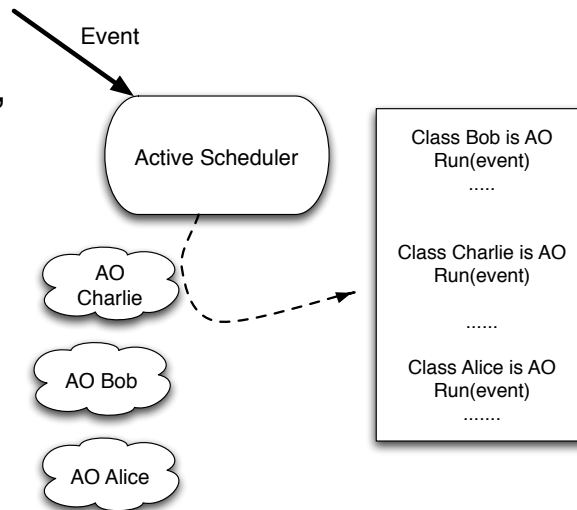 Event
,
Active Scheduler
AO
Charlie
AO Bob
AO Alice
Class Bob is AO
Run(event)
.....
Class Charlie is AO
Run(event)
......
Class Alice is AO
Run(event)
.......